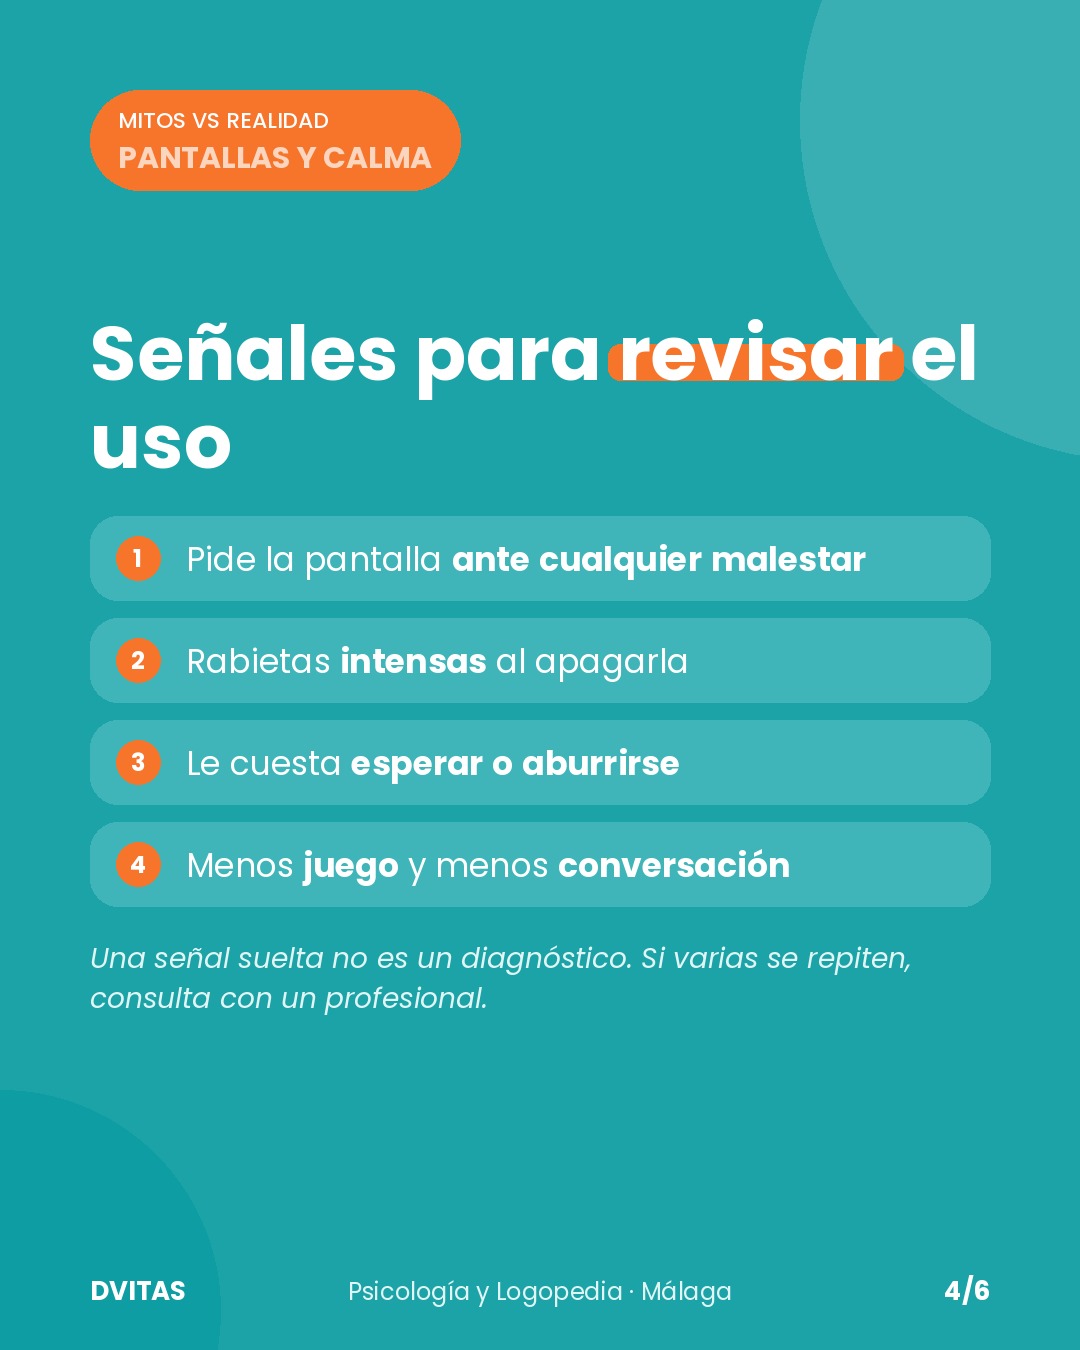 MITOS VS REALIDAD
PANTALLAS Y CALMA
Señales para revisar el
uso
1 Pide la pantalla ante cualquier malestar
2 Rabietas intensas al apagarla
3 Le cuesta esperar o aburrirse
4 Menos juego y menos conversación
Una señal suelta no es un diagnóstico. Si varias se repiten,
consulta con un profesional.
DVITAS Psicología y Logopedia · Málaga 4/6